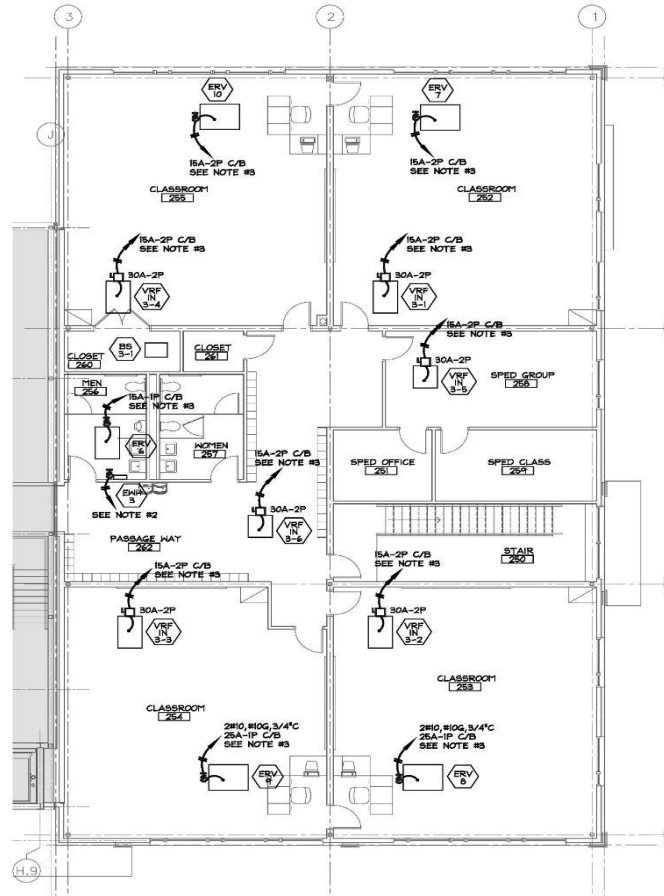 3
2
1
ERV
10
ERV
7
J
15A-2P C/B
SEE NOTE #3
15A-2P C/B
SEE NOTE #3
CLASSROOM
255
CLASSROOM
252
15A-2P C/B
SEE NOTE #3
15A-2P C/B
SEE NOTE #3
30A-2P
VRF
IN
3-4
30A-2P
VRF
IN
3-1
15A-2P C/B
SEE NOTE #3
BS
3-1
CLOSET
260
CLOSET
261
30A-2P
VRF
IN
3-5
SPED GROUP
258
MEN
256
15A-1P C/B
SEE NOTE #3
ERV
6
WOMEN
257
15A-2P C/B
SEE NOTE #3
SPED OFFICE
251
SPED CLASS
259
EWH
3
SEE NOTE #2
30A-2P
VRF
IN
3-6
PASSAGE WAY
262
STAIR
250
15A-2P C/B
SEE NOTE #3
15A-2P C/B
SEE NOTE #3
30A-2P
VRF
IN
3-3
30A-2P
VRF
IN
3-2
CLASSROOM
254
CLASSROOM
253
2#10,#10G,3/4"C
25A-1P C/B
SEE NOTE #3
2#10,#10G,3/4"C
25A-1P C/B
SEE NOTE #3
ERV
ERV
8
H.9